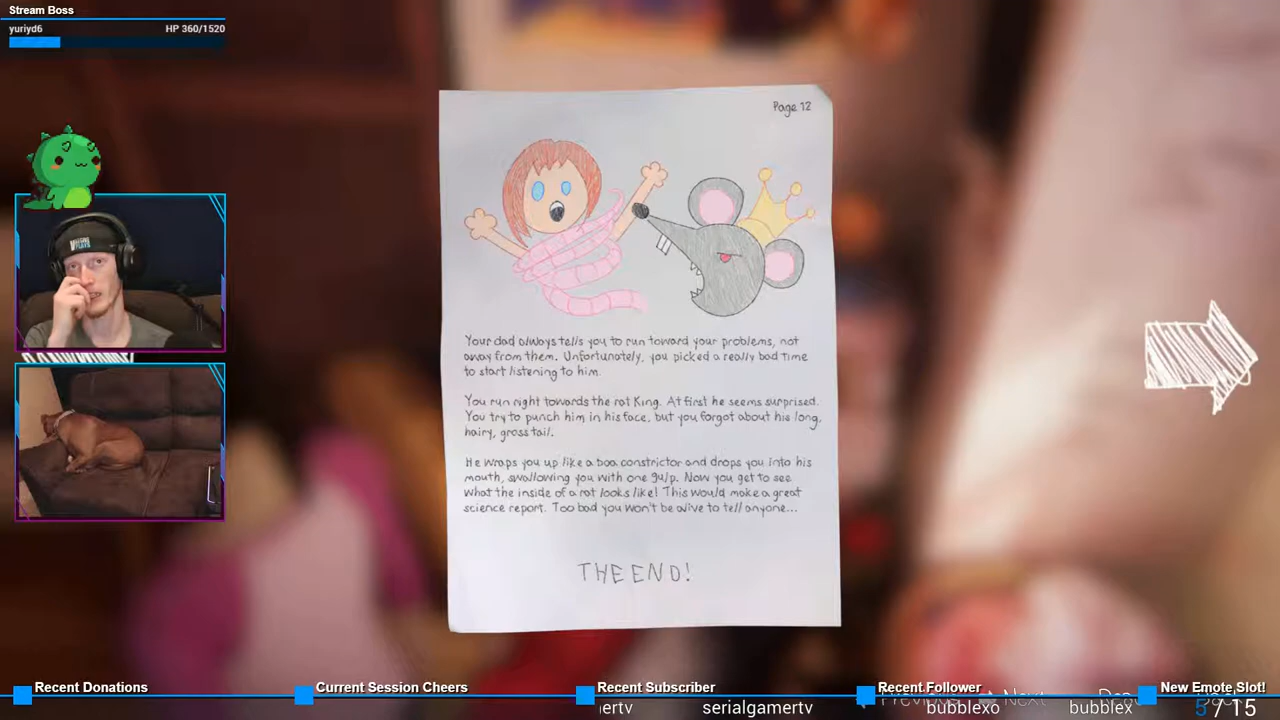 Stream Boss
yuriyd6
HP 360/1520
Page 12
Your dad always tells you to run toward your problems, not
away from them. Unfortunately, you picked a really bad time
to start listening to him.
You run right towards the rat King. At first he seems surprised.
You try to punch him in his face, but you forgot about his long,
hairy, gross tail.
He wraps you up like a boa constrictor and drops you into his
mouth, swallowing you with one gulp. Now you get to see
what the inside of a rat looks like! This would make a great
science report. Too bad you won't be alive to tell anyone...
THE END!
Recent Donations
Current Session Cheers
Recent Subscriber
Recent Follower
New Emote Slot!
Previous
Next
mertv
serialgamertv
bubblexo
bubblex
5 / 15